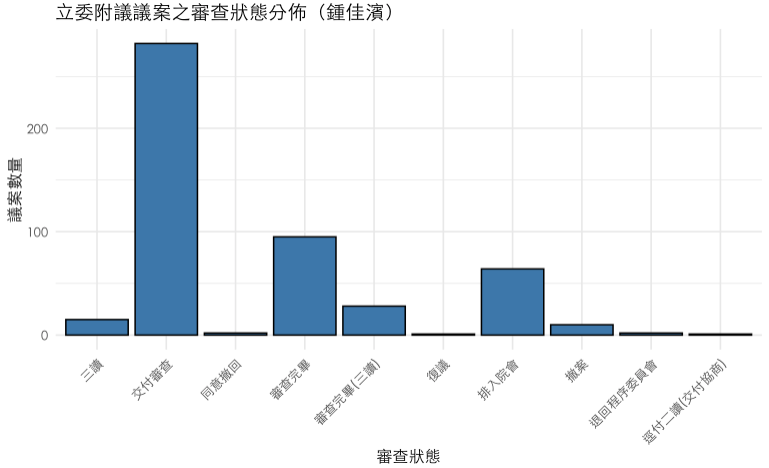 立委附議議案之審查狀態分佈（鍾佳濱）
議案數量
200
100
0
三讀
交付審查
同意撤回
審查完畢
審查完畢(三讀)
復議
排入院會
撤案
退回程序委員會
逕付二讀(交付協商)
審查狀態